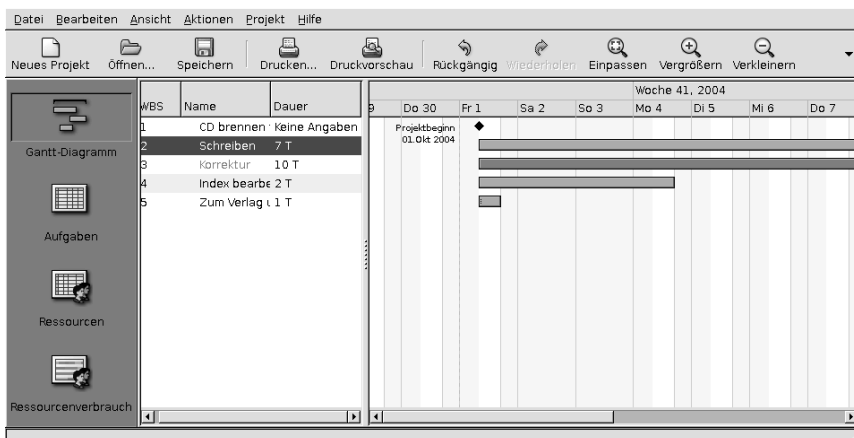 Datei Bearbeiten Ansicht Aktionen Projekt Hilfe
Neues Projekt Öffnen... Speichern Drucken... Druckvorschau Rückgängig Wiederholen Einpassen Vergrößern Verkleinern
Gantt-Diagramm
Aufgaben
Ressourcen
Ressourcenverbrauch
WBS Name Dauer
1 CD brennen Keine Angaben
2 Schreiben 7 T
3 Korrektur 10 T
4 Index bearbe 2 T
5 Zum Verlag 1 T
Woche 41, 2004
9 Do 30 Fr 1 Sa 2 So 3 Mo 4 Di 5 Mi 6 Do 7
Projektbeginn
01. Okt 2004